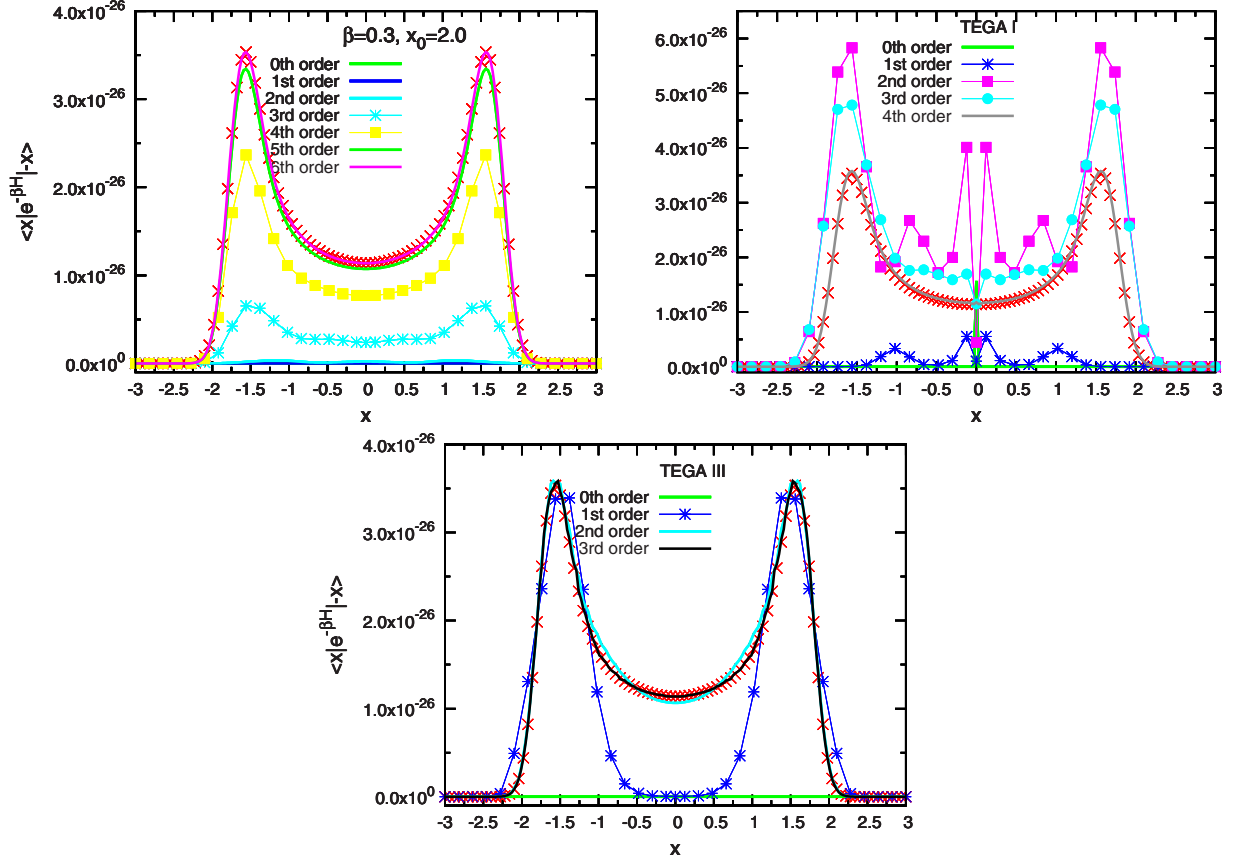 4.0x10^-26
3.0x10^-26
2.0x10^-26
1.0x10^-26
0.0x10^0
<x|e^-βH|-x>
β=0.3, x_0=2.0
0th order
1st order
2nd order
3rd order
4th order
5th order
6th order
-3 -2.5 -2 -1.5 -1 -0.5 0 0.5 1 1.5 2 2.5 3
x
6.0x10^-26
5.0x10^-26
4.0x10^-26
3.0x10^-26
2.0x10^-26
1.0x10^-26
0.0x10^0
TEGA I
0th order
1st order
2nd order
3rd order
4th order
-3 -2.5 -2 -1.5 -1 -0.5 0 0.5 1 1.5 2 2.5 3
x
4.0x10^-26
3.0x10^-26
2.0x10^-26
1.0x10^-26
0.0x10^0
<x|e^-βH|-x>
TEGA III
0th order
1st order
2nd order
3rd order
-3 -2.5 -2 -1.5 -1 -0.5 0 0.5 1 1.5 2 2.5 3
x